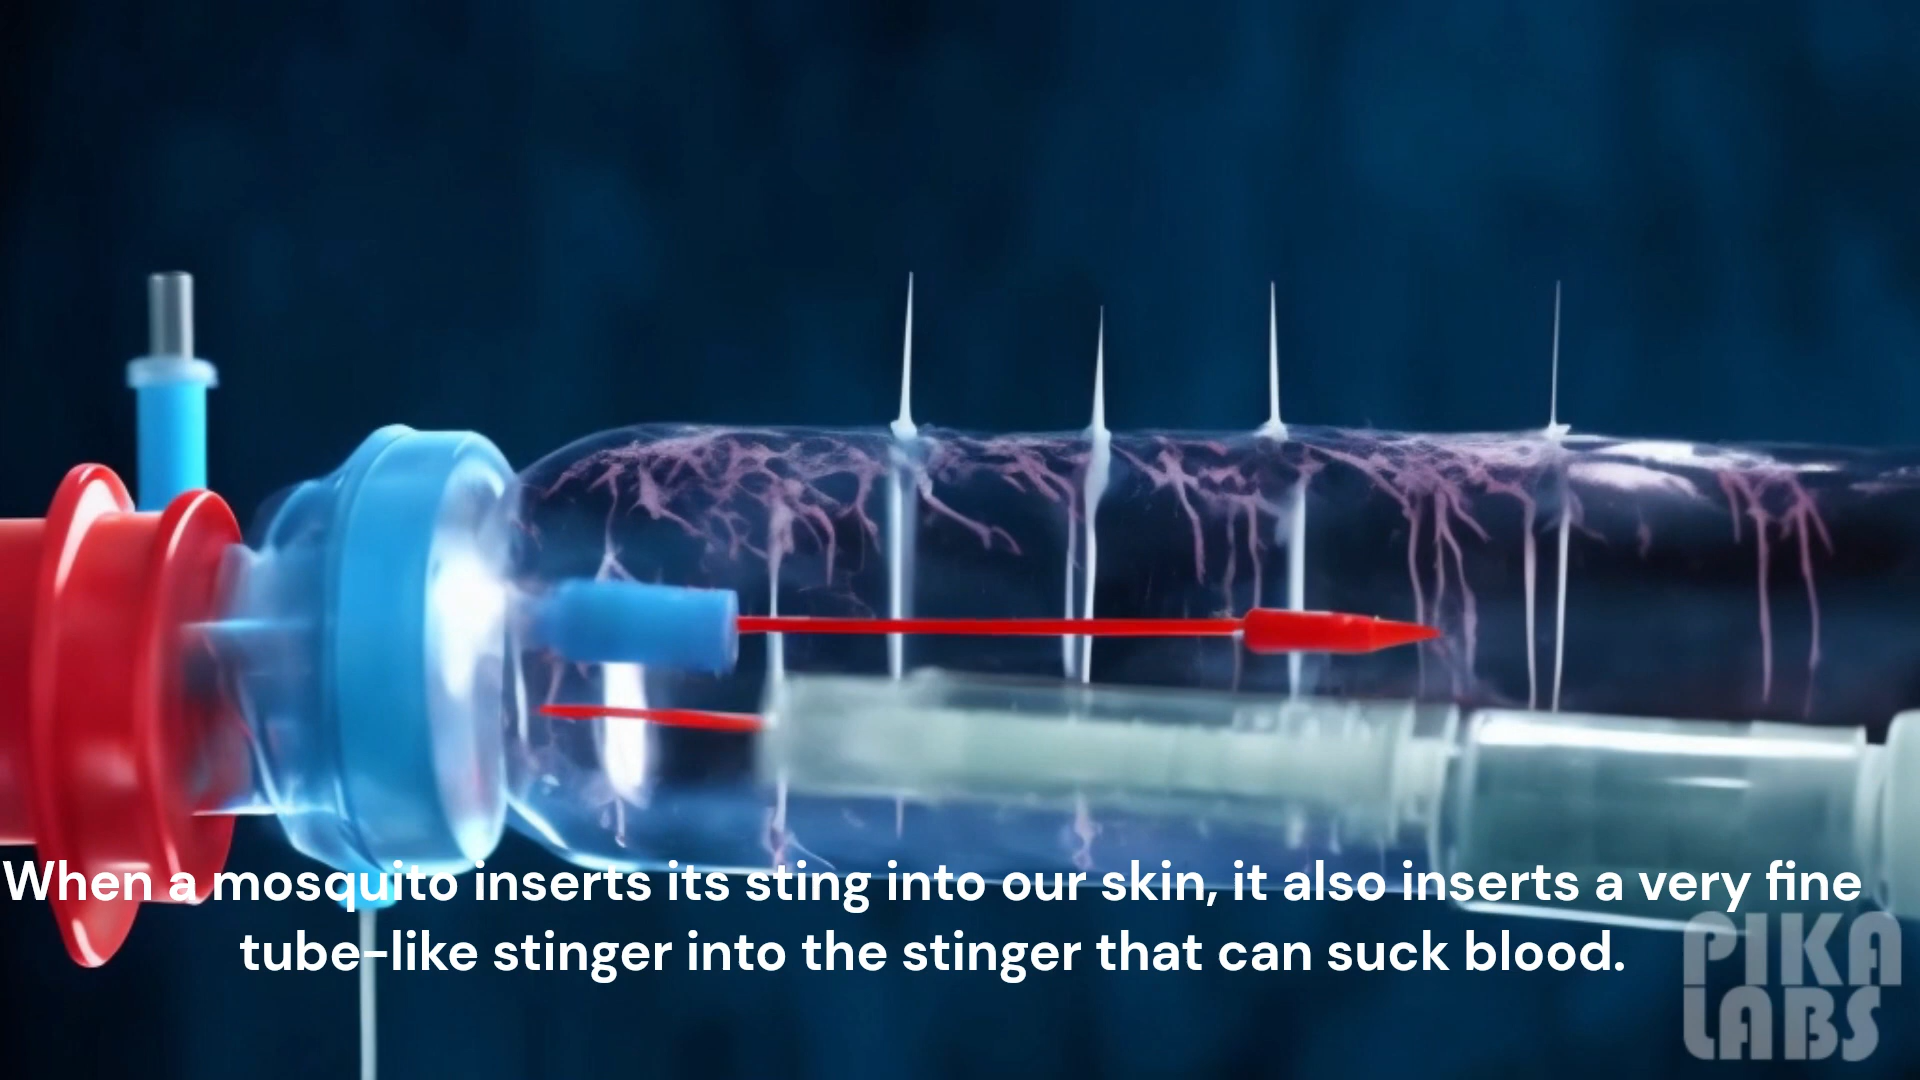 When a mosquito inserts its sting into our skin, it also inserts a very fine
tube-like stinger into the stinger that can suck blood.
PIKA
LABS